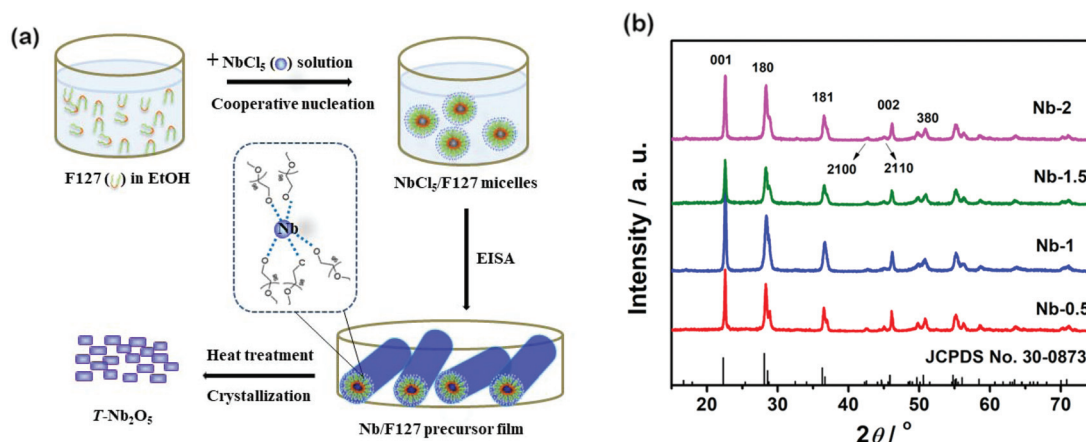 (a)
+ NbCl₅ ( ) solution
Cooperative nucleation
F127 ( ) in EtOH
NbCl₅/F127 micelles
Nb
EISA
Heat treatment
Crystallization
T-Nb₂O₅
Nb/F127 precursor film
(b)
001
180
181
002
380
2100
2110
Nb-2
Nb-1.5
Nb-1
Nb-0.5
JCPDS No. 30-0873
Intensity / a. u.
20 30 40 50 60 70
2θ / °